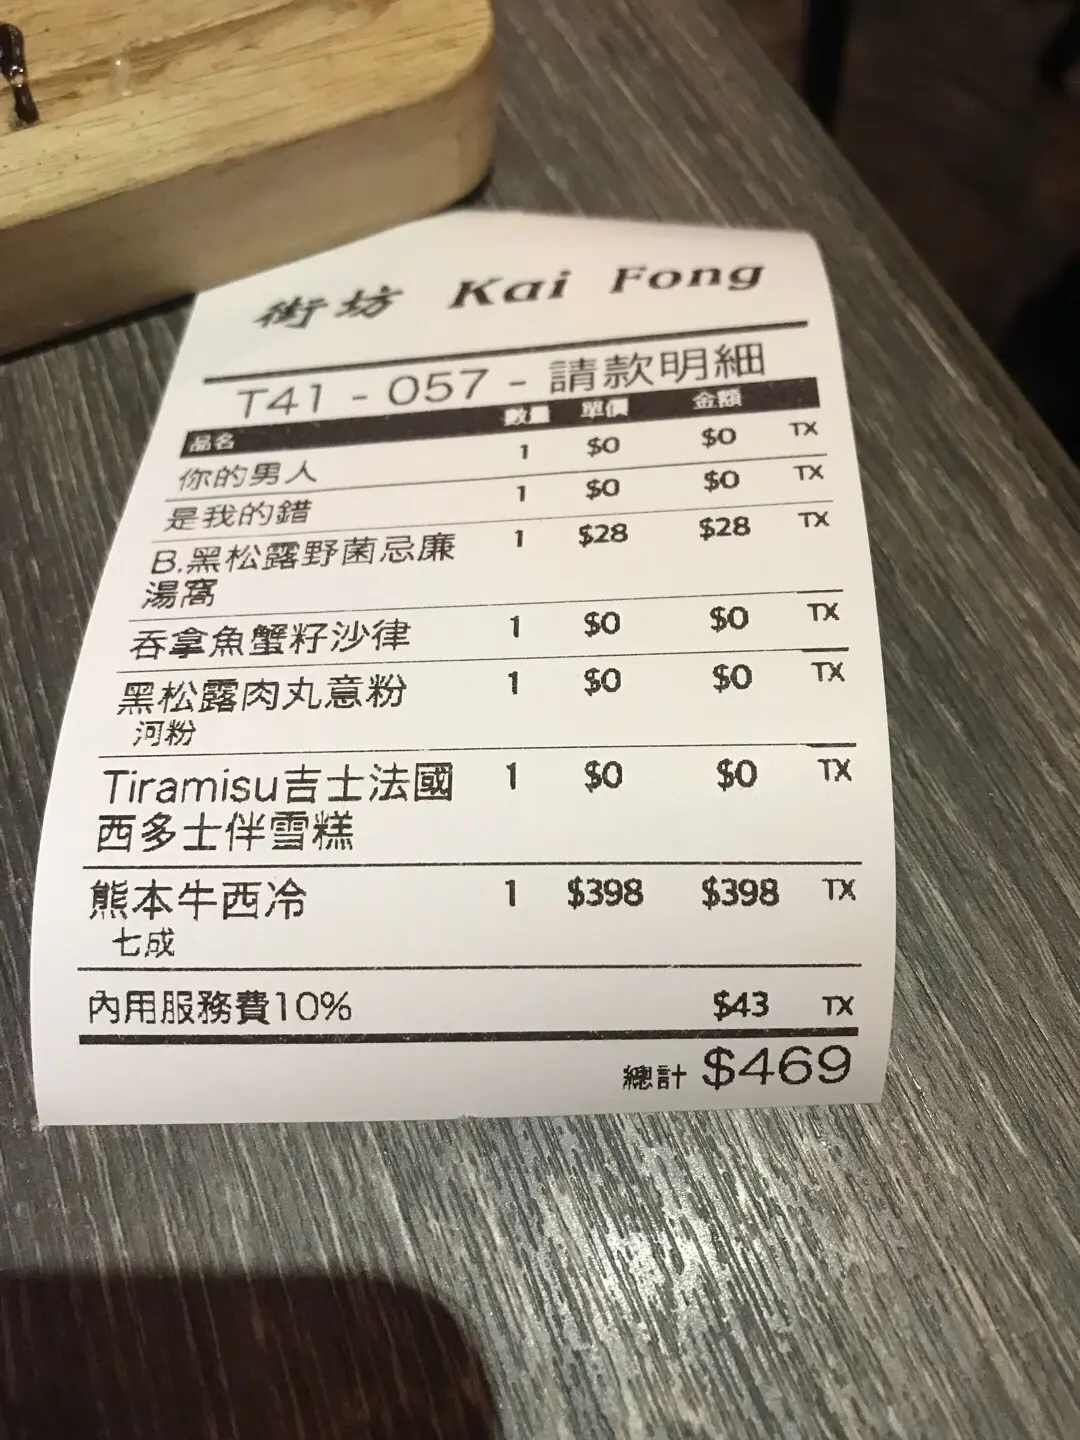 街坊 Kai Fong
T41 - 057 - 請款明細
品名 數量 單價 金額
你的男人 1 $0 $0 TX
是我的錯 1 $0 $0 TX
B.黑松露野菌忌廉 1 $28 $28 TX
湯窩
吞拿魚蟹籽沙律 1 $0 $0 TX
黑松露肉丸意粉 1 $0 $0 TX
河粉
Tiramisu吉士法國 1 $0 $0 TX
西多士伴雪糕
熊本牛西冷 1 $398 $398 TX
七成
內用服務費10% $43 TX
總計 $469